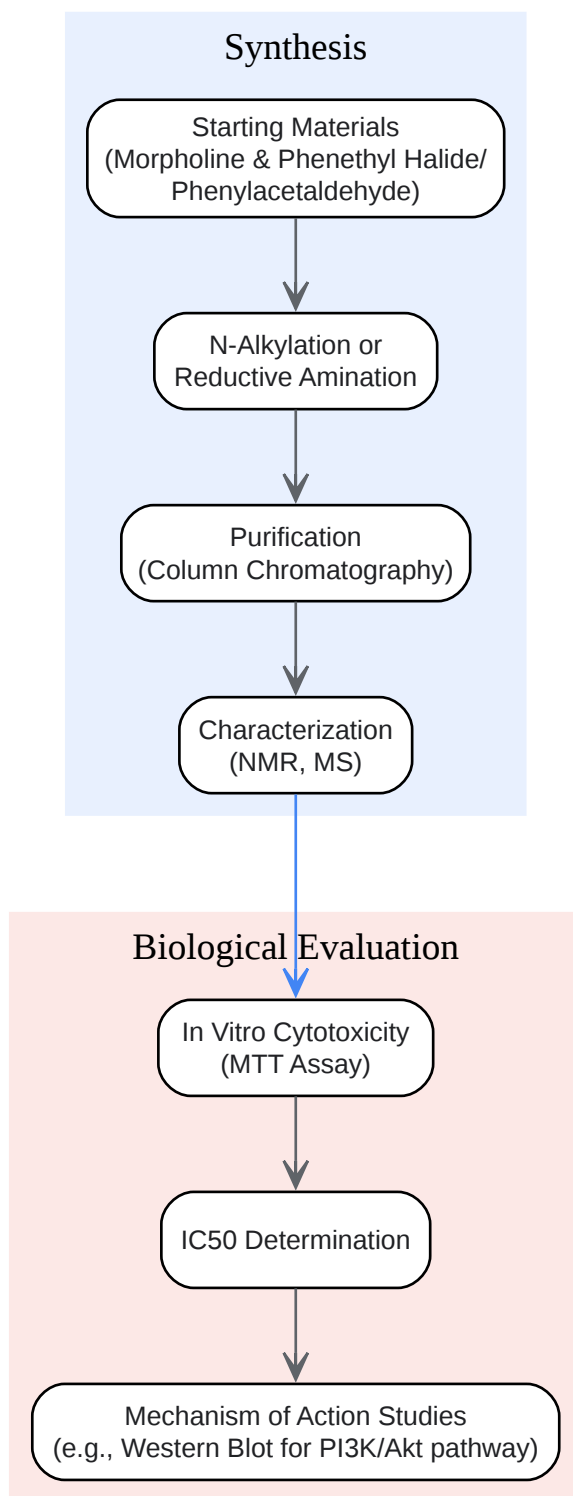 Synthesis
Starting Materials
(Morpholine & Phenethyl Halide/
Phenylacetaldehyde)
N-Alkylation or
Reductive Amination
Purification
(Column Chromatography)
Characterization
(NMR, MS)
Biological Evaluation
In Vitro Cytotoxicity
(MTT Assay)
IC50 Determination
Mechanism of Action Studies
(e.g., Western Blot for PI3K/Akt pathway)